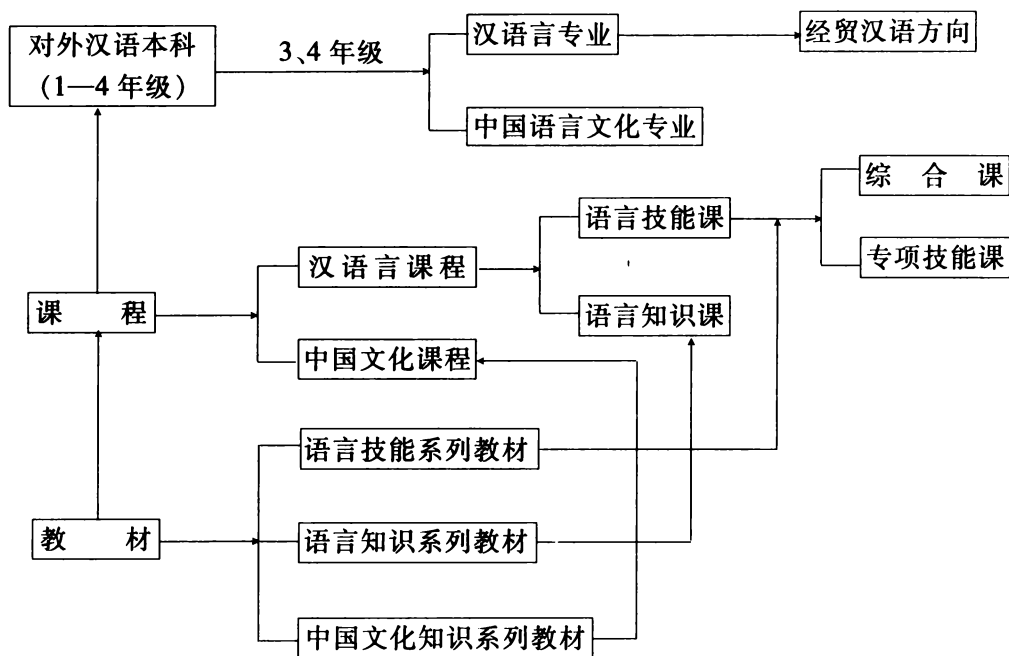 对外汉语本科
(1—4 年级)
3、4 年级
汉语言专业
经贸汉语方向
中国语言文化专业
综 合 课
语言技能课
专项技能课
汉语言课程
语言知识课
课 程
中国文化课程
语言技能系列教材
教 材
语言知识系列教材
中国文化知识系列教材